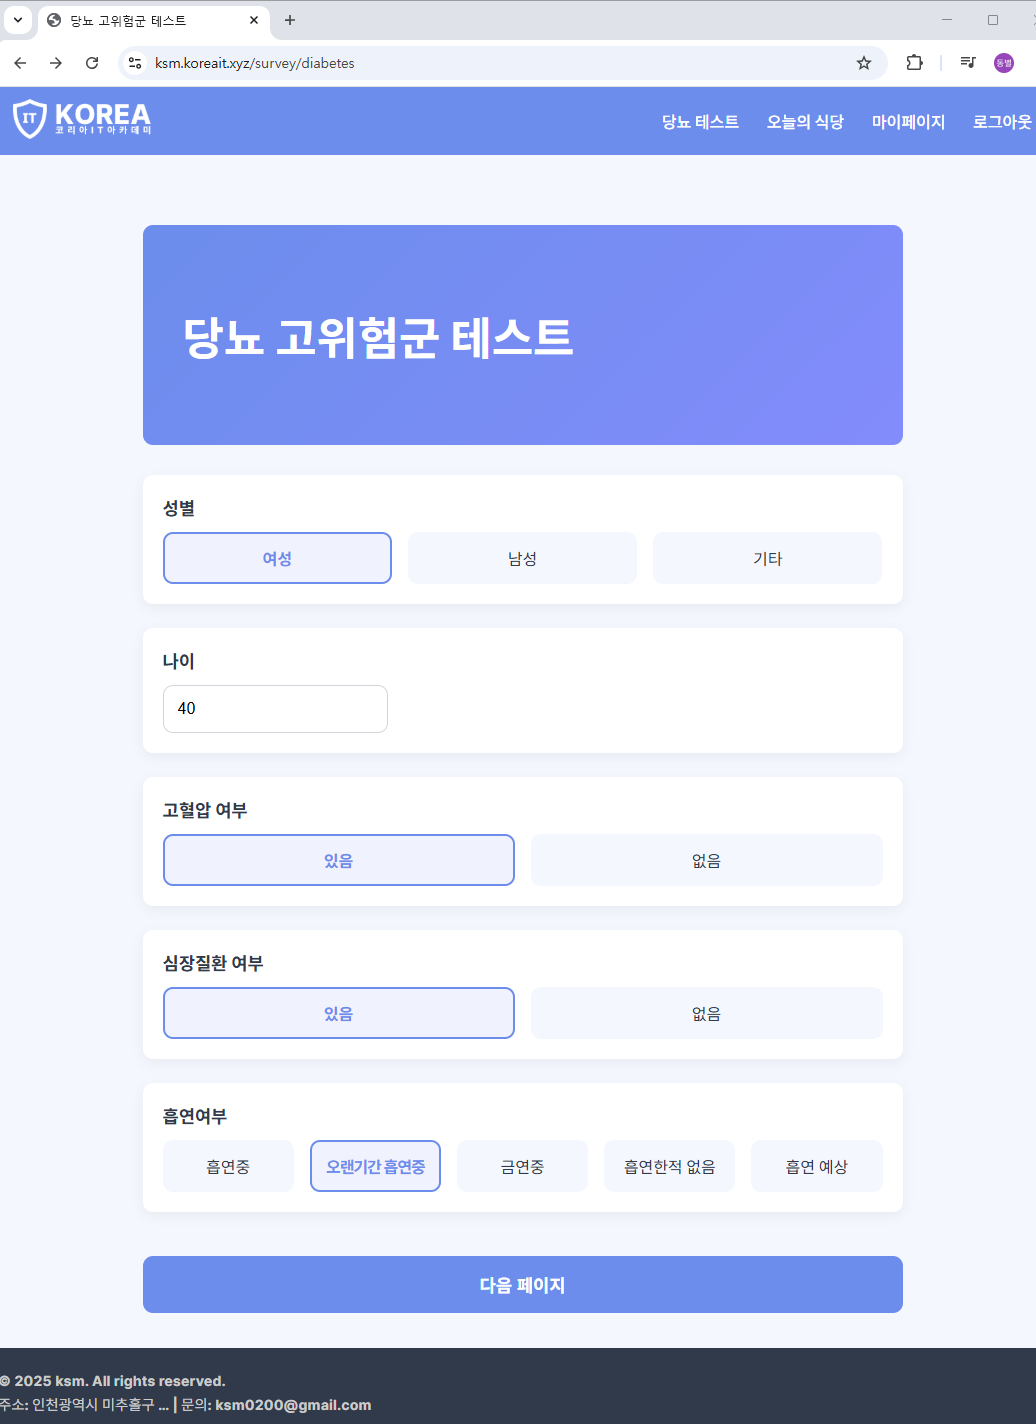 당뇨 고위험군 테스트
ksm.koreait.xyz/survey/diabetes
동별
IT KOREA
코리아IT아카데미
당뇨 테스트 오늘의 식당 마이페이지 로그아웃
당뇨 고위험군 테스트
성별
여성 남성 기타
나이
40
고혈압 여부
있음 없음
심장질환 여부
있음 없음
흡연여부
흡연중 오랜기간 흡연중 금연중 흡연한적 없음 흡연 예상
다음 페이지
© 2025 ksm. All rights reserved.
주소: 인천광역시 미추홀구 ... | 문의: ksm0200@gmail.com